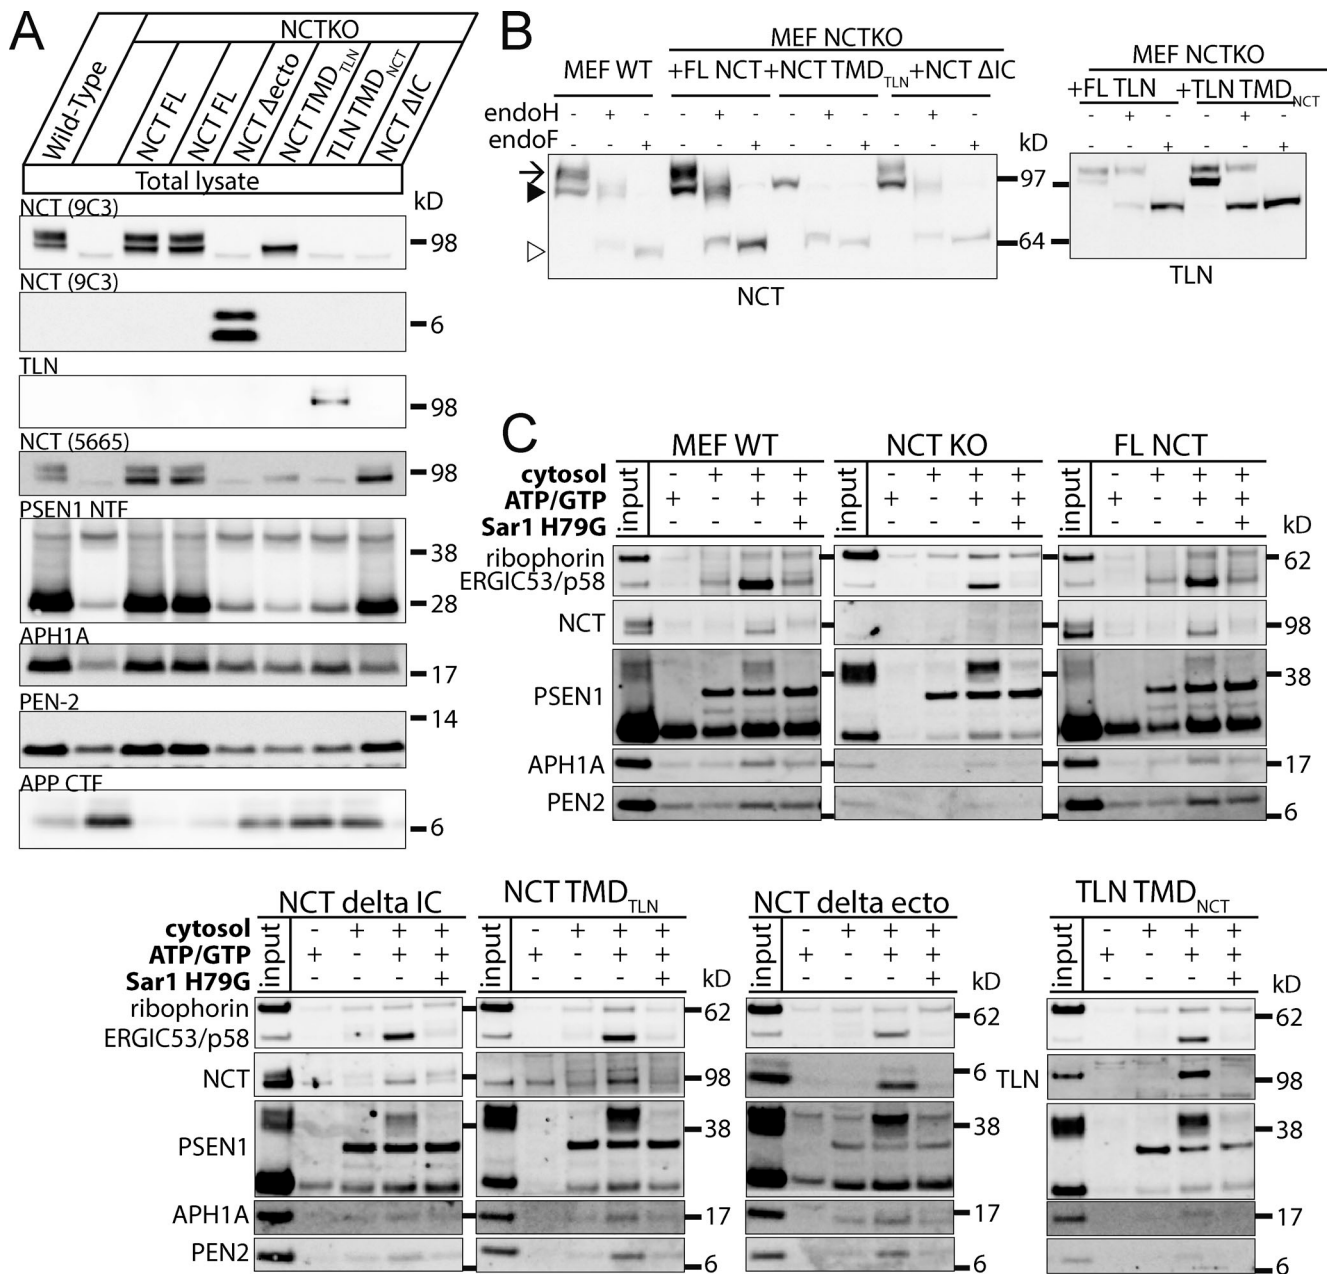 A
NCTKO
Wild-Type
NCT FL
NCT FL
NCT Δecto
NCT TMDTLN
TLN TMDNCT
NCT ΔIC
Total lysate
kD
NCT (9C3)
98
NCT (9C3)
6
TLN
98
NCT (5665)
98
PSEN1 NTF
38
28
APH1A
17
PEN-2
14
APP CTF
6
B
MEF NCTKO
MEF WT +FL NCT +NCT TMDTLN +NCT ΔIC
endoH - + - + - + - +
endoF - - + - - + - - + - - +
kD
97
64
NCT
MEF NCTKO
+FL TLN +TLN TMDNCT
- + - +
- - + - - +
TLN
C
MEF WT NCT KO FL NCT
cytosol input - + + + input - + + + input - + + +
ATP/GTP + - + + + - + + + - + +
Sar1 H79G - - - + - - - + - - - + kD
ribophorin 62
ERGIC53/p58
NCT 98
PSEN1 38
APH1A 17
PEN2 6
NCT delta IC NCT TMDTLN NCT delta ecto TLN TMDNCT
cytosol input - + + + input - + + + input - + + + input - + + +
ATP/GTP + - + + + - + + + - + + + - + +
Sar1 H79G - - - + - - - + kD - - - + kD - - - + kD
ribophorin 62 62 62
ERGIC53/p58
NCT 98 6 TLN 98
PSEN1 38 38 38
APH1A 17 17 17
PEN2 6 6 6